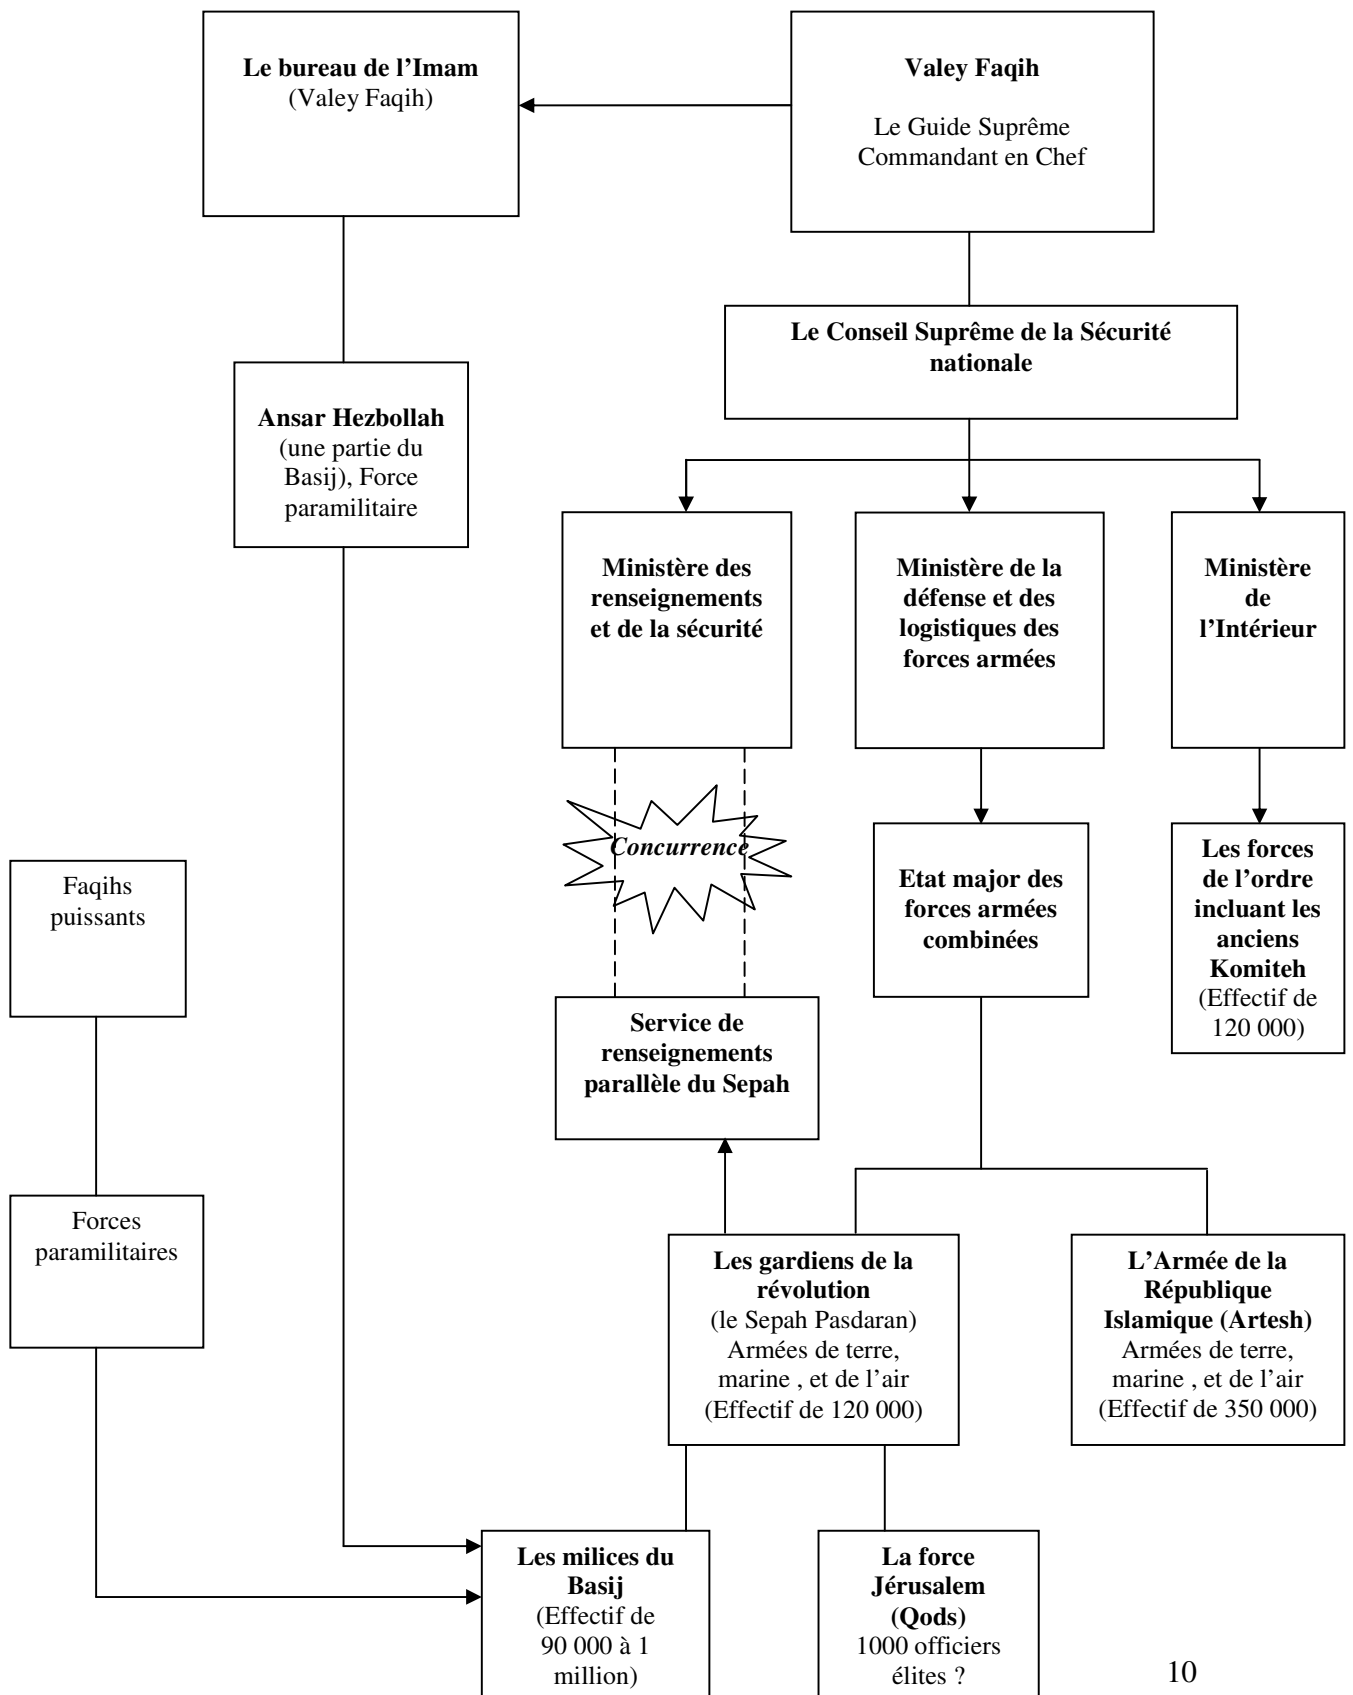 Le bureau de l’Imam
(Valey Faqih)
Valey Faqih
Le Guide Suprême
Commandant en Chef
Le Conseil Suprême de la Sécurité
nationale
Ansar Hezbollah
(une partie du
Basij), Force
paramilitaire
Ministère des
renseignements
et de la sécurité
Ministère de la
défense et des
logistiques des
forces armées
Ministère
de
l’Intérieur
Concurrence
Faqihs
puissants
Etat major des
forces armées
combinées
Les forces
de l’ordre
incluant les
anciens
Komiteh
(Effectif de
120 000)
Service de
renseignements
parallèle du Sepah
Forces
paramilitaires
Les gardiens de la
révolution
(le Sepah Pasdaran)
Armées de terre,
marine , et de l’air
(Effectif de 120 000)
L’Armée de la
République
Islamique (Artesh)
Armées de terre,
marine , et de l’air
(Effectif de 350 000)
Les milices du
Basij
(Effectif de
90 000 à 1
million)
La force
Jérusalem
(Qods)
1000 officiers
élites ?
10